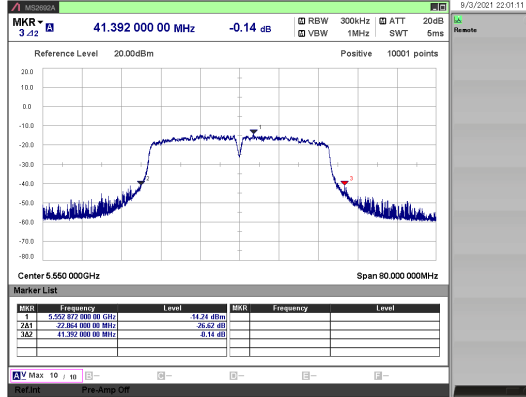 MS2692A
9/3/2021 22:01:11
MKR A 41.392 000 00 MHz -0.14 dB
3 Δ2
A RBW 300kHz A ATT 20dB
A VBW 1MHz SWT 5ms
Remote
Reference Level 20.00dBm Positive 10001 points
20.0
10.0
0.0
-10.0
-20.0
-30.0
-40.0
-50.0
-60.0
-70.0
-80.0
1
2
3
Center 5.550 000GHz Span 80.000 000MHz
Marker List
MKR Frequency Level MKR Frequency Level
1 5.552 872 000 00 GHz -14.24 dBm
2Δ1 -22.864 000 00 MHz -26.62 dB
3Δ2 41.392 000 00 MHz -0.14 dB
A V Max 10 / 10 B-- C-- D-- E-- F--
Ref.Int Pre-Amp Off